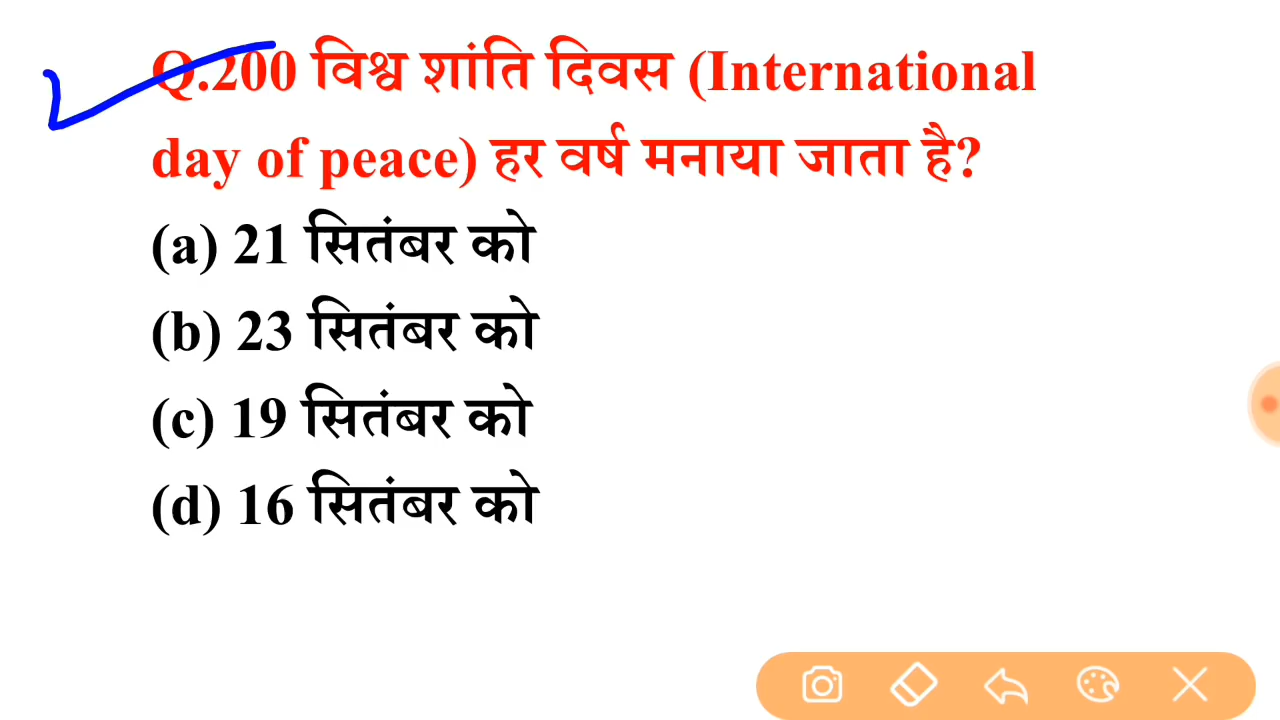 Q.200 विश्व शांति दिवस (International
day of peace) हर वर्ष मनाया जाता है?
(a) 21 सितंबर को
(b) 23 सितंबर को
(c) 19 सितंबर को
(d) 16 सितंबर को